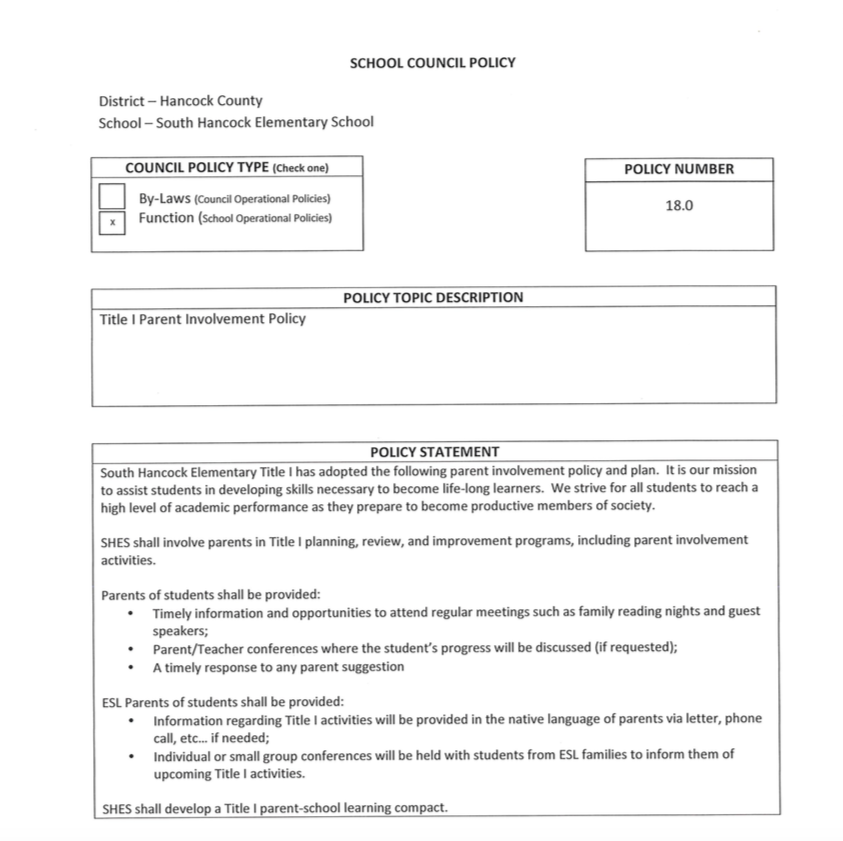 SCHOOL COUNCIL POLICY
District – Hancock County
School – South Hancock Elementary School
COUNCIL POLICY TYPE (Check one)
By-Laws (Council Operational Policies)
x Function (School Operational Policies)
POLICY NUMBER
18.0
POLICY TOPIC DESCRIPTION
Title I Parent Involvement Policy
POLICY STATEMENT
South Hancock Elementary Title I has adopted the following parent involvement policy and plan. It is our mission
to assist students in developing skills necessary to become life-long learners. We strive for all students to reach a
high level of academic performance as they prepare to become productive members of society.
SHES shall involve parents in Title I planning, review, and improvement programs, including parent involvement
activities.
Parents of students shall be provided:
• Timely information and opportunities to attend regular meetings such as family reading nights and guest
speakers;
• Parent/Teacher conferences where the student's progress will be discussed (if requested);
• A timely response to any parent suggestion
ESL Parents of students shall be provided:
• Information regarding Title I activities will be provided in the native language of parents via letter, phone
call, etc... if needed;
• Individual or small group conferences will be held with students from ESL families to inform them of
upcoming Title I activities.
SHES shall develop a Title I parent-school learning compact.